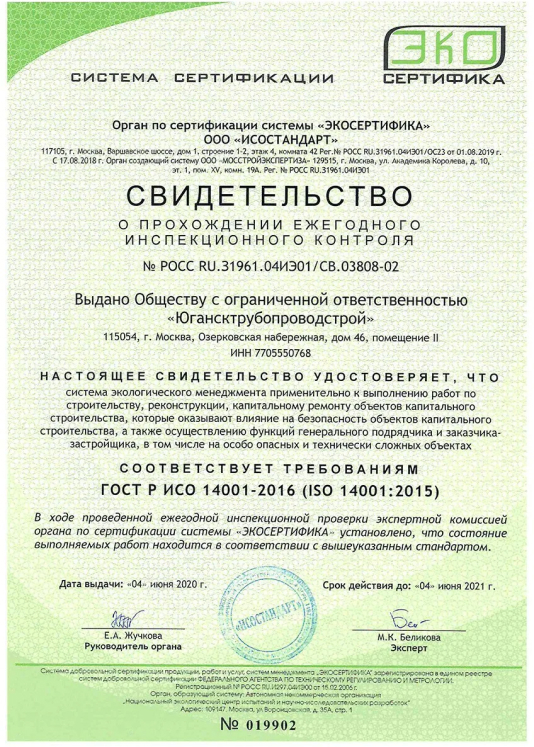 ЭКО
СЕРТИФИКА
СИСТЕМА СЕРТИФИКАЦИИ
Орган по сертификации системы «ЭКОСЕРТИФИКА»
ООО «ИСОСТАНДАРТ»
117105, г. Москва, Варшавское шоссе, дом 1, строение 1-2, этаж 4, комната 42 Рег.№ РОСС RU.31961.04ИЭ01/ОС23 от 01.08.2019 г.
С 17.08.2018 г. Орган создающий систему ООО «МОССТРОЙЭКСПЕРТИЗА» 129515, г. Москва, ул. Академика Королева, д. 10,
эт. 1, пом. XV, комн. 19А. Рег. № РОСС RU.31961.04ИЭ01
СВИДЕТЕЛЬСТВО
О ПРОХОЖДЕНИИ ЕЖЕГОДНОГО
ИНСПЕКЦИОННОГО КОНТРОЛЯ
№ РОСС RU.31961.04ИЭ01/СВ.03808-02
Выдано Обществу с ограниченной ответственностью
«Югансктрубопроводстрой»
115054, г. Москва, Озерковская набережная, дом 46, помещение II
ИНН 7705550768
НАСТОЯЩЕЕ СВИДЕТЕЛЬСТВО УДОСТОВЕРЯЕТ, ЧТО
система экологического менеджмента применительно к выполнению работ по
строительству, реконструкции, капитальному ремонту объектов капитального
строительства, которые оказывают влияние на безопасность объектов капитального
строительства, а также осуществлению функций генерального подрядчика и заказчика-
застройщика, в том числе на особо опасных и технически сложных объектах
СООТВЕТСТВУЕТ ТРЕБОВАНИЯМ
ГОСТ Р ИСО 14001-2016 (ISO 14001:2015)
В ходе проведенной ежегодной инспекционной проверки экспертной комиссией
органа по сертификации системы «ЭКОСЕРТИФИКА» установлено, что состояние
выполняемых работ находится в соответствии с вышеуказанным стандартом.
Дата выдачи: «04» июня 2020 г.
Срок действия до: «04» июня 2021 г.
«ИСОСТАНДАРТ»
Е.А. Жучкова
Руководитель органа
М.К. Беликова
Эксперт
Система добровольной сертификации продукции, работ и услуг, систем менеджмента „ЭКОСЕРТИФИКА" зарегистрирована в едином реестре
систем добровольной сертификации ФЕДЕРАЛЬНОГО АГЕНТСТВА ПО ТЕХНИЧЕСКОМУ РЕГУЛИРОВАНИЮ И МЕТРОЛОГИИ.
Регистрационный № РОСС RU.И297.04ИЭ00 от 15.02.2006г.
Орган, образующий систему: Автономная некоммерческая организация
„Национальный экологический центр испытаний и научно-исследовательских разработок"
Адрес: 109147, Москва, ул. Воронцовская, д. 35А, стр. 1
№ 019902